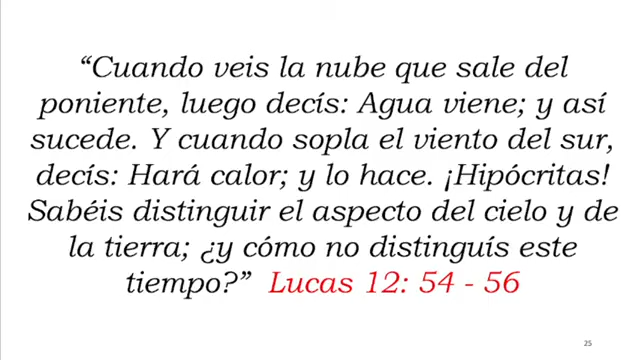 “Cuando veis la nube que sale del
poniente, luego decís: Agua viene; y así
sucede. Y cuando sopla el viento del sur,
decís: Hará calor; y lo hace. ¡Hipócritas!
Sabéis distinguir el aspecto del cielo y de
la tierra; ¿y cómo no distinguís este
tiempo?” Lucas 12: 54 - 56
25